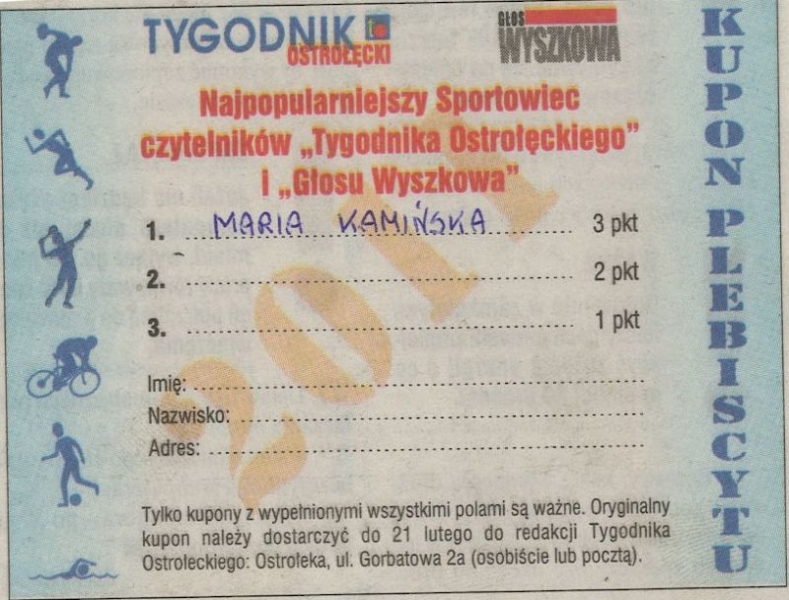 TYGODNIK
OSTROŁĘCKI
GŁOS
WYSZKOWA
Najpopularniejszy Sportowiec
czytelników „Tygodnika Ostrołęckiego”
I „Głosu Wyszkowa”
2011
1. MARIA KAMIŃSKA 3 pkt
2. 2 pkt
3. 1 pkt
Imię:
Nazwisko:
Adres:
Tylko kupony z wypełnionymi wszystkimi polami są ważne. Oryginalny
kupon należy dostarczyć do 21 lutego do redakcji Tygodnika
Ostrołeckiego: Ostrołeka, ul. Gorbatowa 2a (osobiście lub pocztą).
KUPON PLEBISCYTU